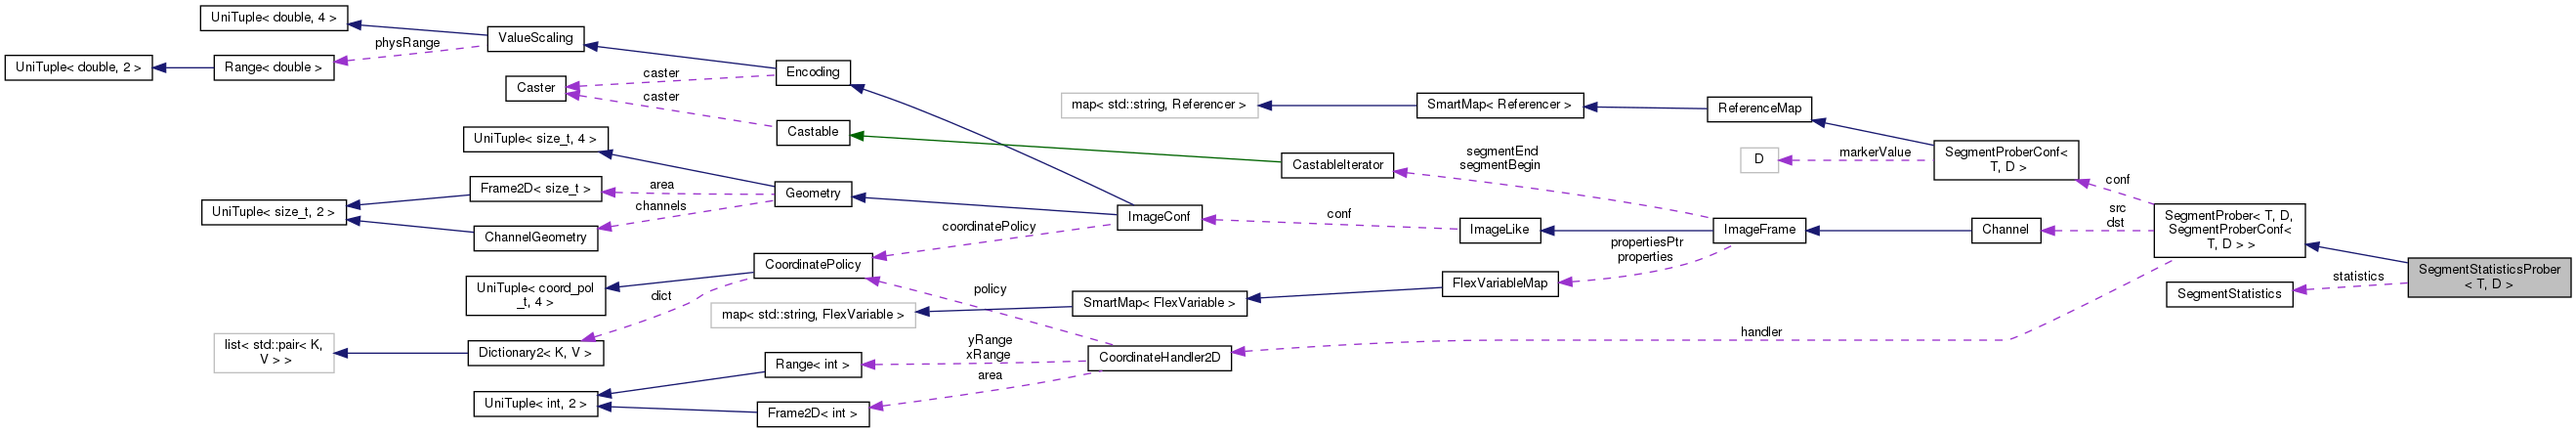 UniTuple< double, 4 >
ValueScaling
physRange
UniTuple< double, 2 >
Range< double >
Encoding
caster
Caster
caster
map< std::string, Referencer >
SmartMap< Referencer >
ReferenceMap
Castable
UniTuple< size_t, 4 >
segmentEnd
segmentBegin
CastableIterator
D
markerValue
SegmentProberConf<
T, D >
Frame2D< size_t >
area
Geometry
conf
UniTuple< size_t, 2 >
channels
ChannelGeometry
ImageConf
conf
ImageLike
ImageFrame
Channel
src
dst
SegmentProber< T, D,
SegmentProberConf<
T, D > >
coordinatePolicy
propertiesPtr
properties
CoordinatePolicy
UniTuple< coord_pol
_t, 4 >
dict
policy
FlexVariableMap
SmartMap< FlexVariable >
map< std::string, FlexVariable >
statistics
SegmentStatistics
SegmentStatisticsProber
< T, D >
handler
list< std::pair< K,
V > >
Dictionary2< K, V >
yRange
xRange
Range< int >
CoordinateHandler2D
area
UniTuple< int, 2 >
Frame2D< int >